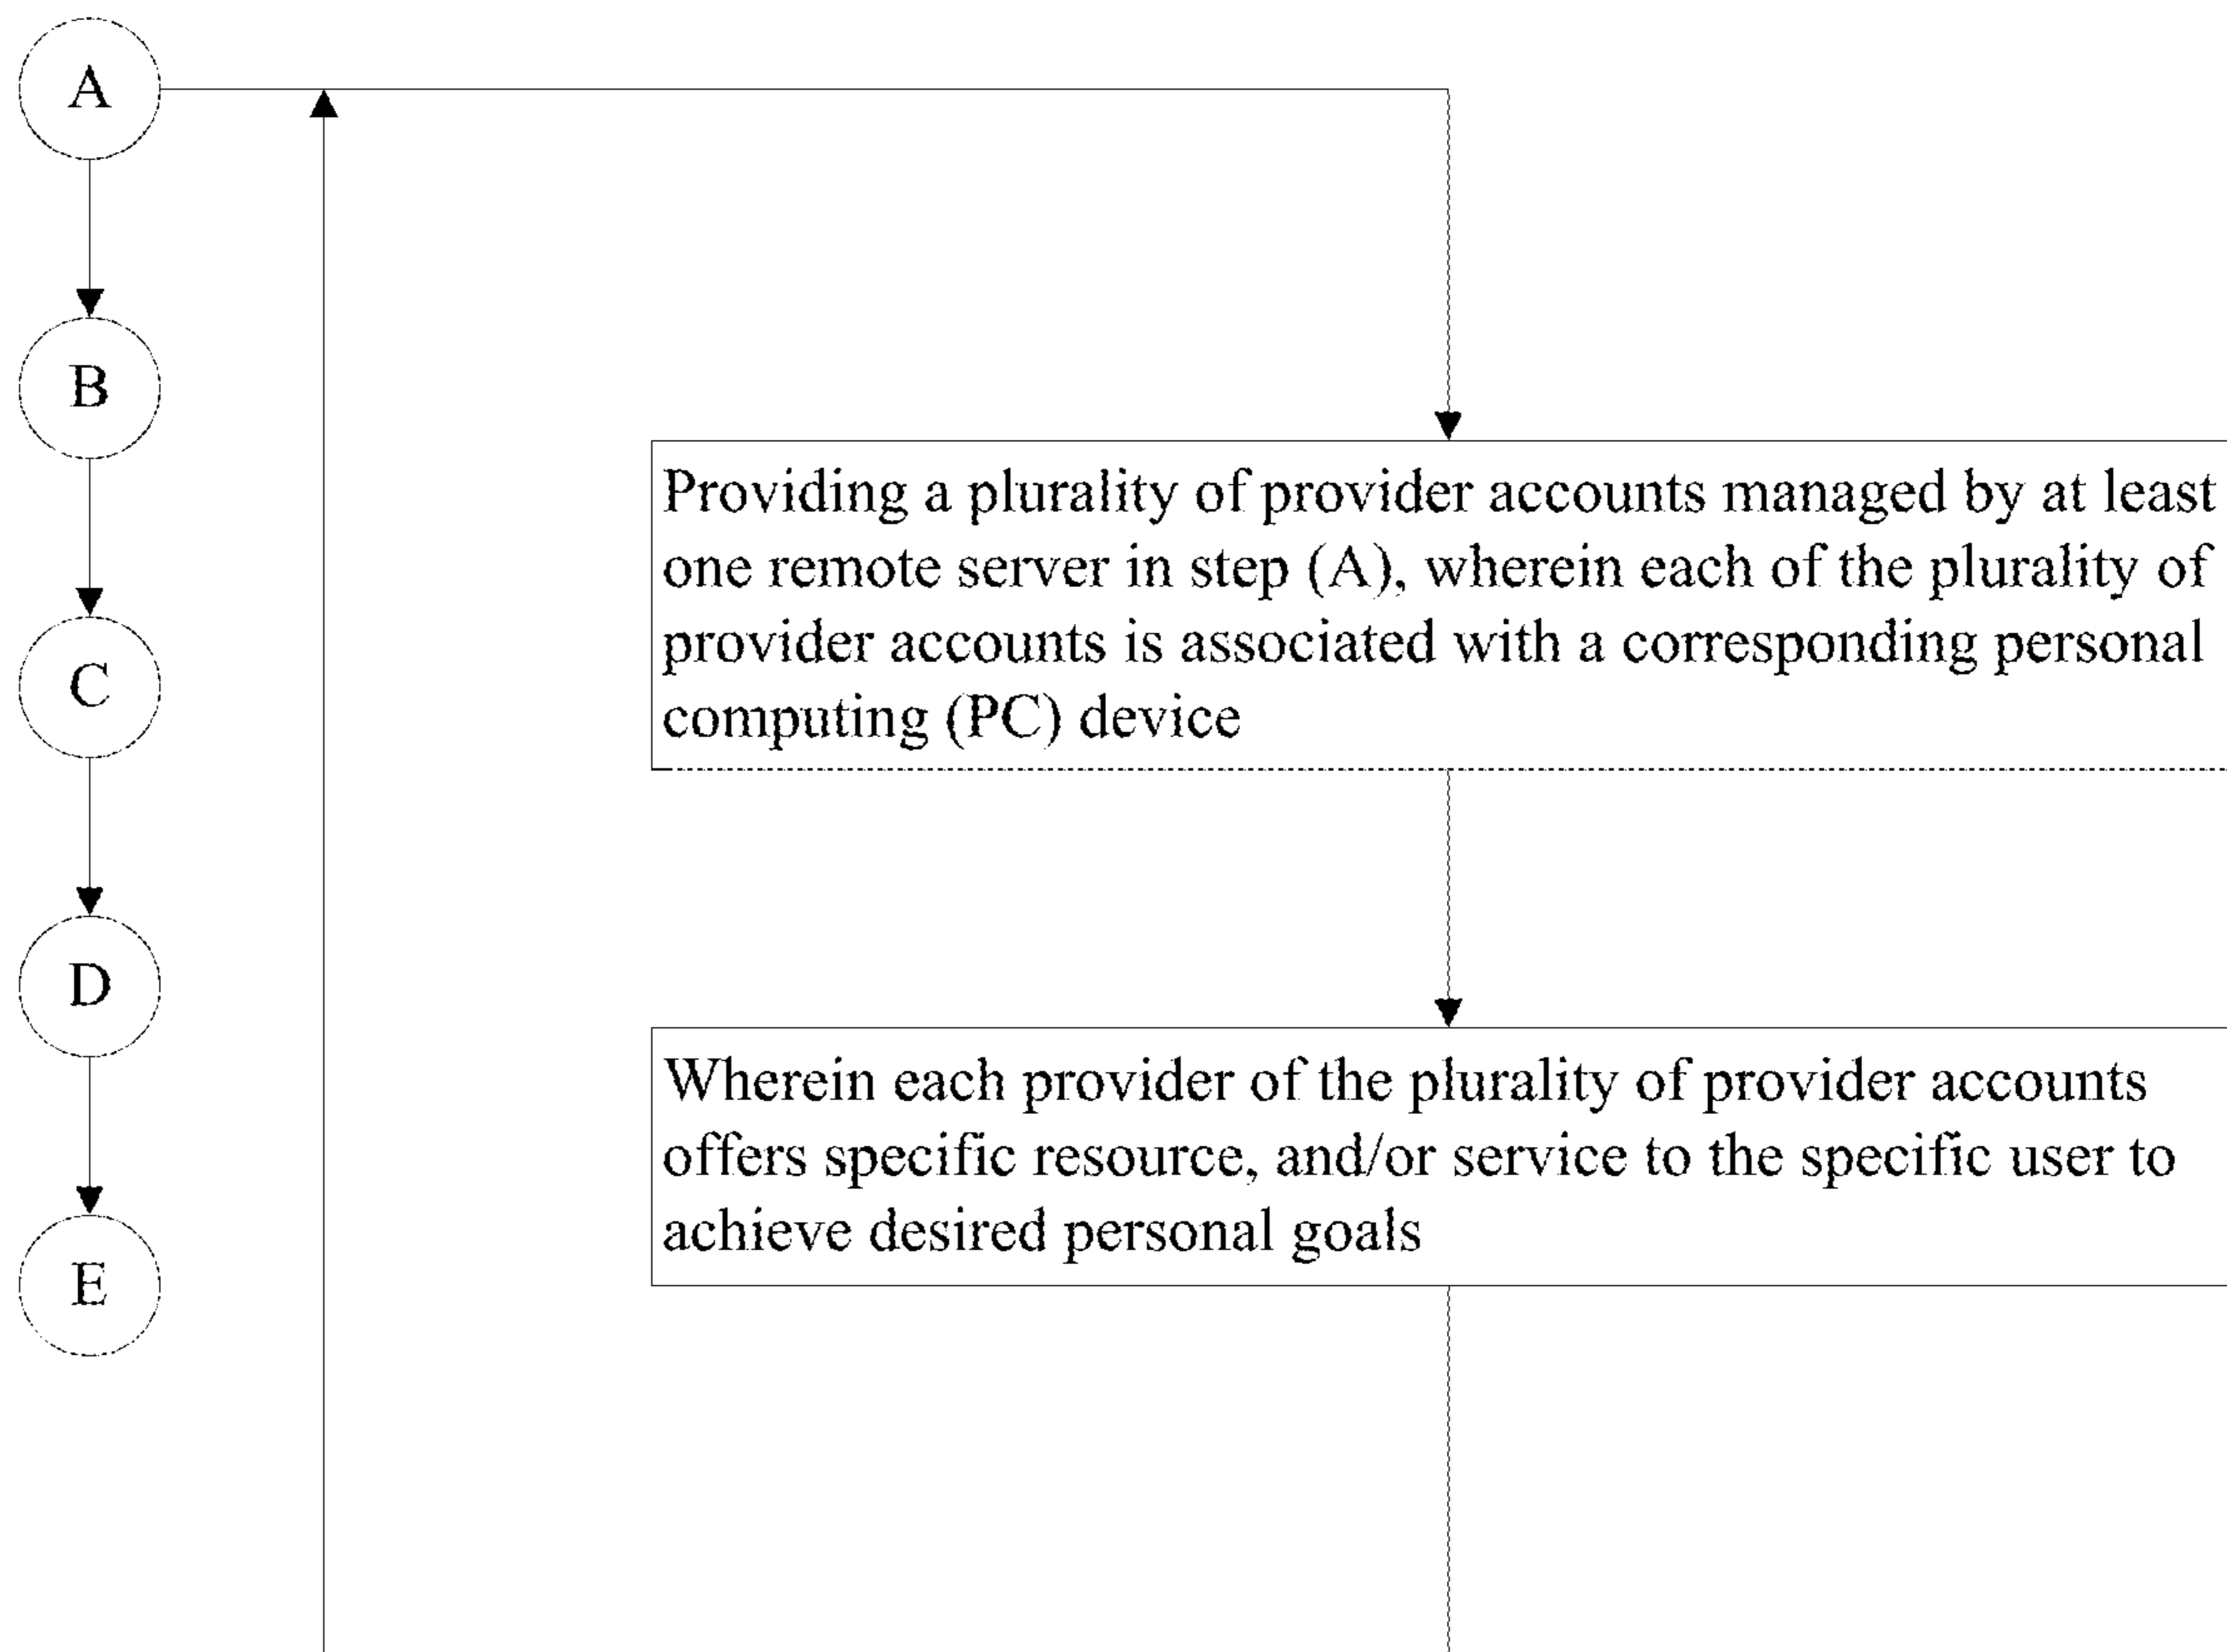 A
B
C
D
E
Providing a plurality of provider accounts managed by at least
one remote server in step (A), wherein each of the plurality of
provider accounts is associated with a corresponding personal
computing (PC) device
Wherein each provider of the plurality of provider accounts
offers specific resource, and/or service to the specific user to
achieve desired personal goals